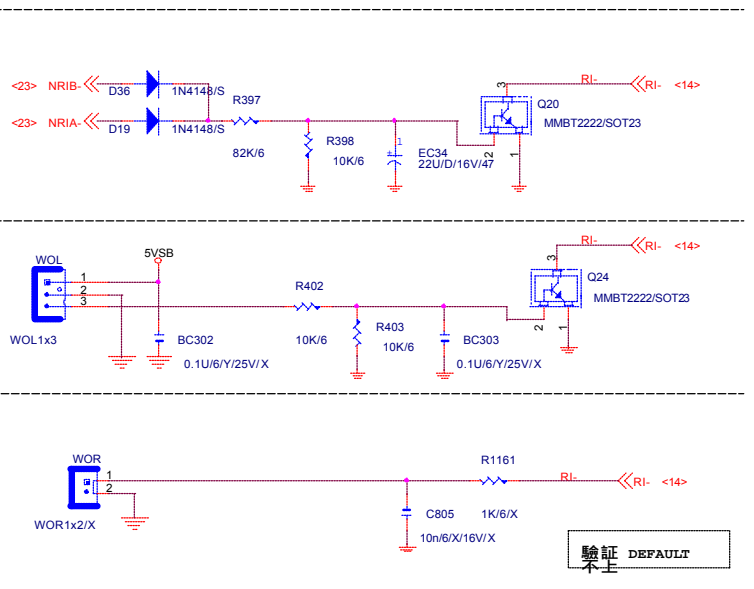 <23> NRIB-
D36
1N4148/S
<23> NRIA-
D19
1N4148/S
R397
82K/6
R398
10K/6
1
+
EC34
22U/D/16V/47
3
2
1
Q20
MMBT2222/SOT23
RI-
RI- <14>
WOL
1
2
3
WOL1x3
5VSB
BC302
0.1U/6/Y/25V/X
R402
10K/6
R403
10K/6
BC303
0.1U/6/Y/25V/X
3
2
1
Q24
MMBT2222/SOT23
RI-
RI- <14>
WOR
1
2
WOR1x2/X
C805
10n/6/X/16V/X
R1161
1K/6/X
RI-
RI- <14>
驗証 DEFAULT
不上